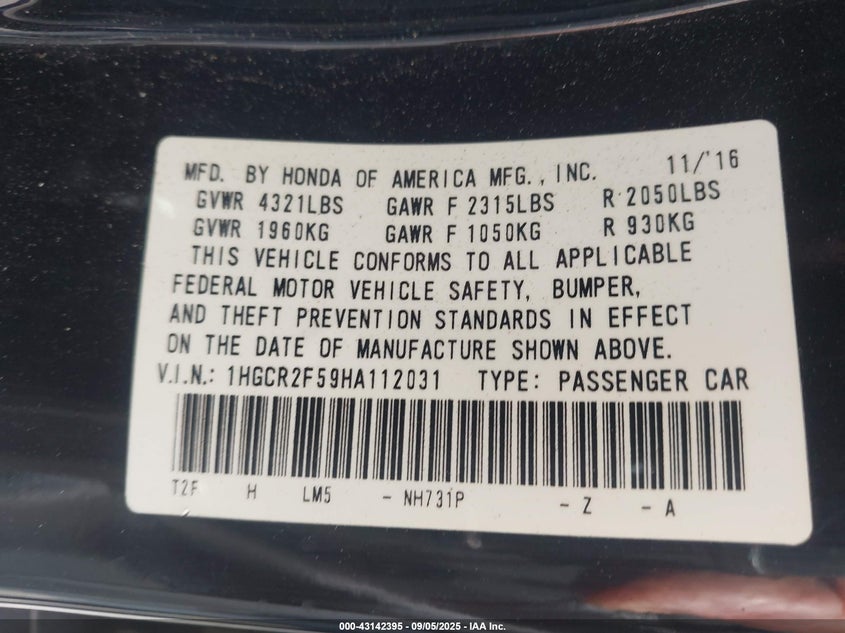 MFD. BY HONDA OF AMERICA MFG., INC. 11/'16
GVWR 4321LBS GAWR F 2315LBS R 2050LBS
GVWR 1960KG GAWR F 1050KG R 930KG
THIS VEHICLE CONFORMS TO ALL APPLICABLE
FEDERAL MOTOR VEHICLE SAFETY, BUMPER,
AND THEFT PREVENTION STANDARDS IN EFFECT
ON THE DATE OF MANUFACTURE SHOWN ABOVE.
V.I.N.: 1HGCR2F59HA112031 TYPE: PASSENGER CAR
T2F H LM5 - NH731P - Z - A
000-43142395 - 09/05/2025 - IAA Inc.